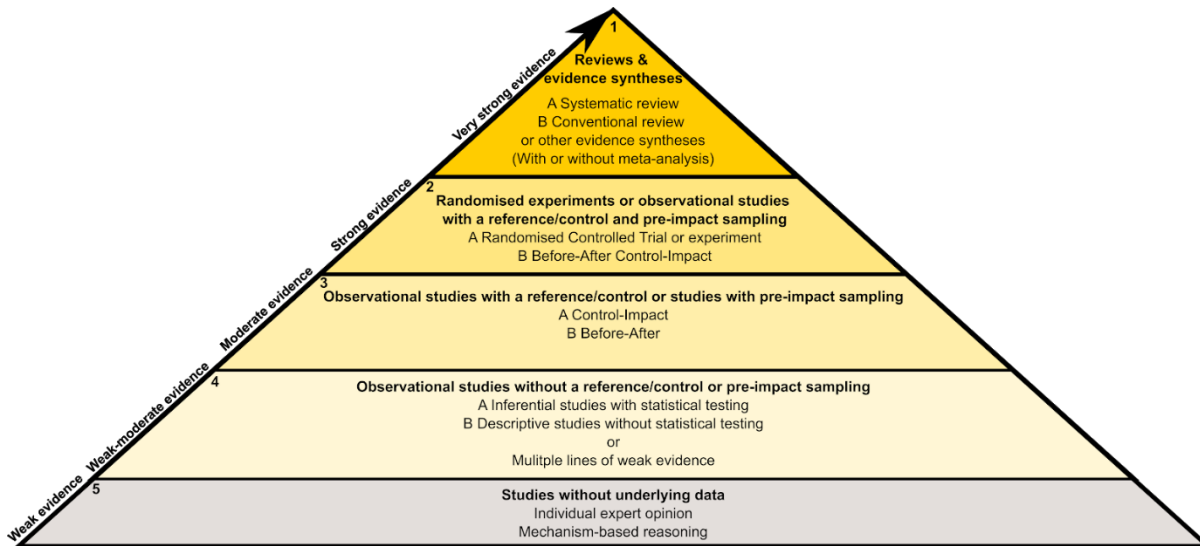 1
Reviews &
evidence syntheses
A Systematic review
B Conventional review
or other evidence syntheses
(With or without meta-analysis)
Very strong evidence
2
Randomised experiments or observational studies
with a reference/control and pre-impact sampling
A Randomised Controlled Trial or experiment
B Before-After Control-Impact
Strong evidence
3
Observational studies with a reference/control or studies with pre-impact sampling
A Control-Impact
B Before-After
Moderate evidence
4
Observational studies without a reference/control or pre-impact sampling
A Inferential studies with statistical testing
B Descriptive studies without statistical testing
or
Mulitple lines of weak evidence
Weak-moderate evidence
5
Studies without underlying data
Individual expert opinion
Mechanism-based reasoning
Weak evidence